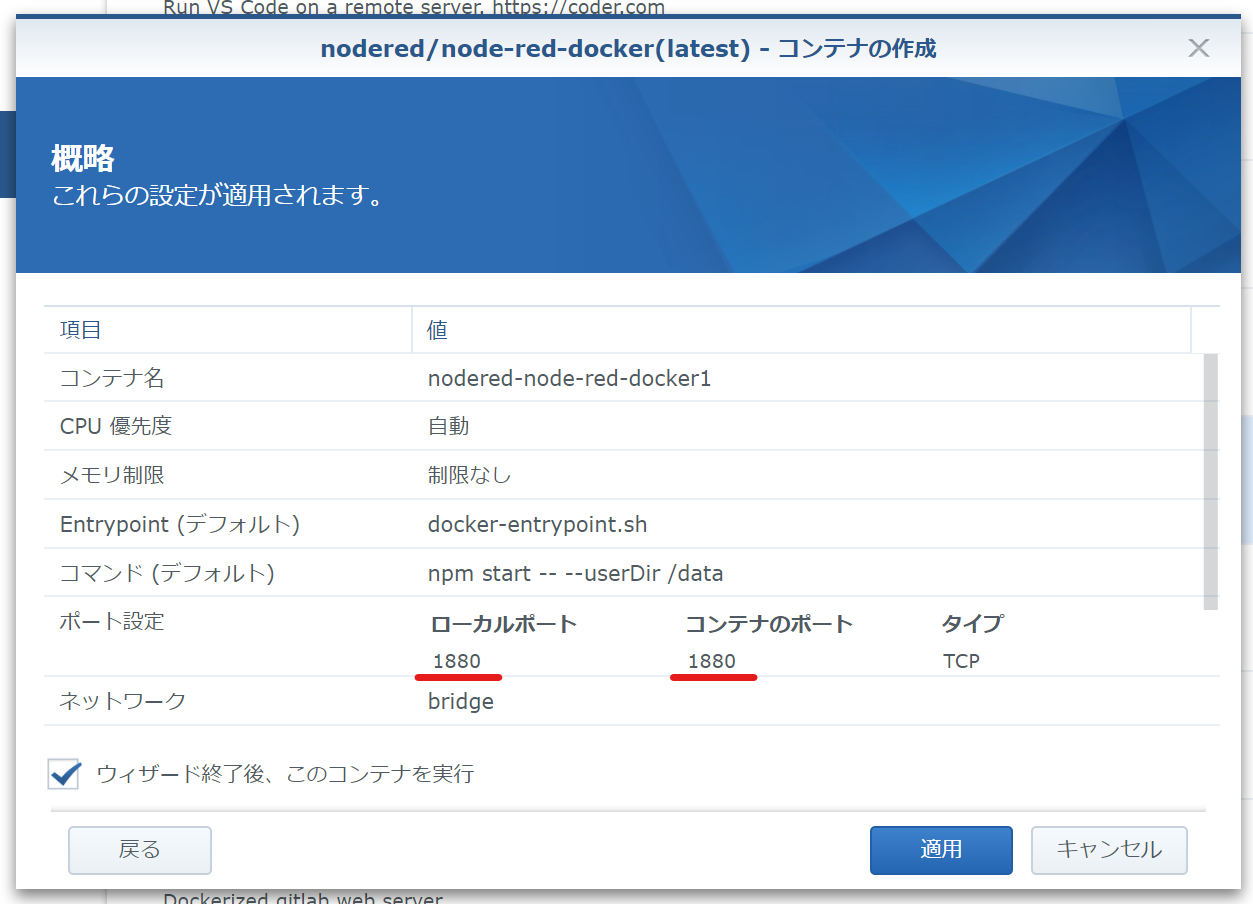 Run VS Code on a remote server. https://coder.com
nodered/node-red-docker(latest) - コンテナの作成
概略
これらの設定が適用されます。
項目 値
コンテナ名 nodered-node-red-docker1
CPU 優先度 自動
メモリ制限 制限なし
Entrypoint (デフォルト) docker-entrypoint.sh
コマンド (デフォルト) npm start -- --userDir /data
ポート設定 ローカルポート コンテナのポート タイプ
1880 1880 TCP
ネットワーク bridge
ウィザード終了後、このコンテナを実行
戻る 適用 キャンセル
Dockerized gitlab web server